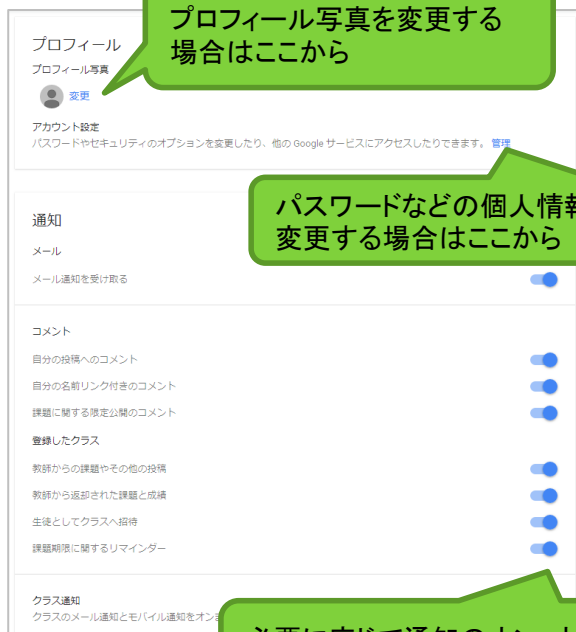 プロフィール写真を変更する
場合はここから
プロフィール
プロフィール写真
変更
アカウント設定
パスワードやセキュリティのオプションを変更したり、他の Google サービスにアクセスしたりできます。 管理
パスワードなどの個人情報
変更する場合はここから
通知
メール
メール通知を受け取る
コメント
自分の投稿へのコメント
自分の名前リンク付きのコメント
課題に関する限定公開のコメント
登録したクラス
教師からの課題やその他の投稿
教師から返却された課題と成績
生徒としてクラスへ招待
課題期限に関するリマインダー
クラス通知
クラスのメール通知とモバイル通知をオン